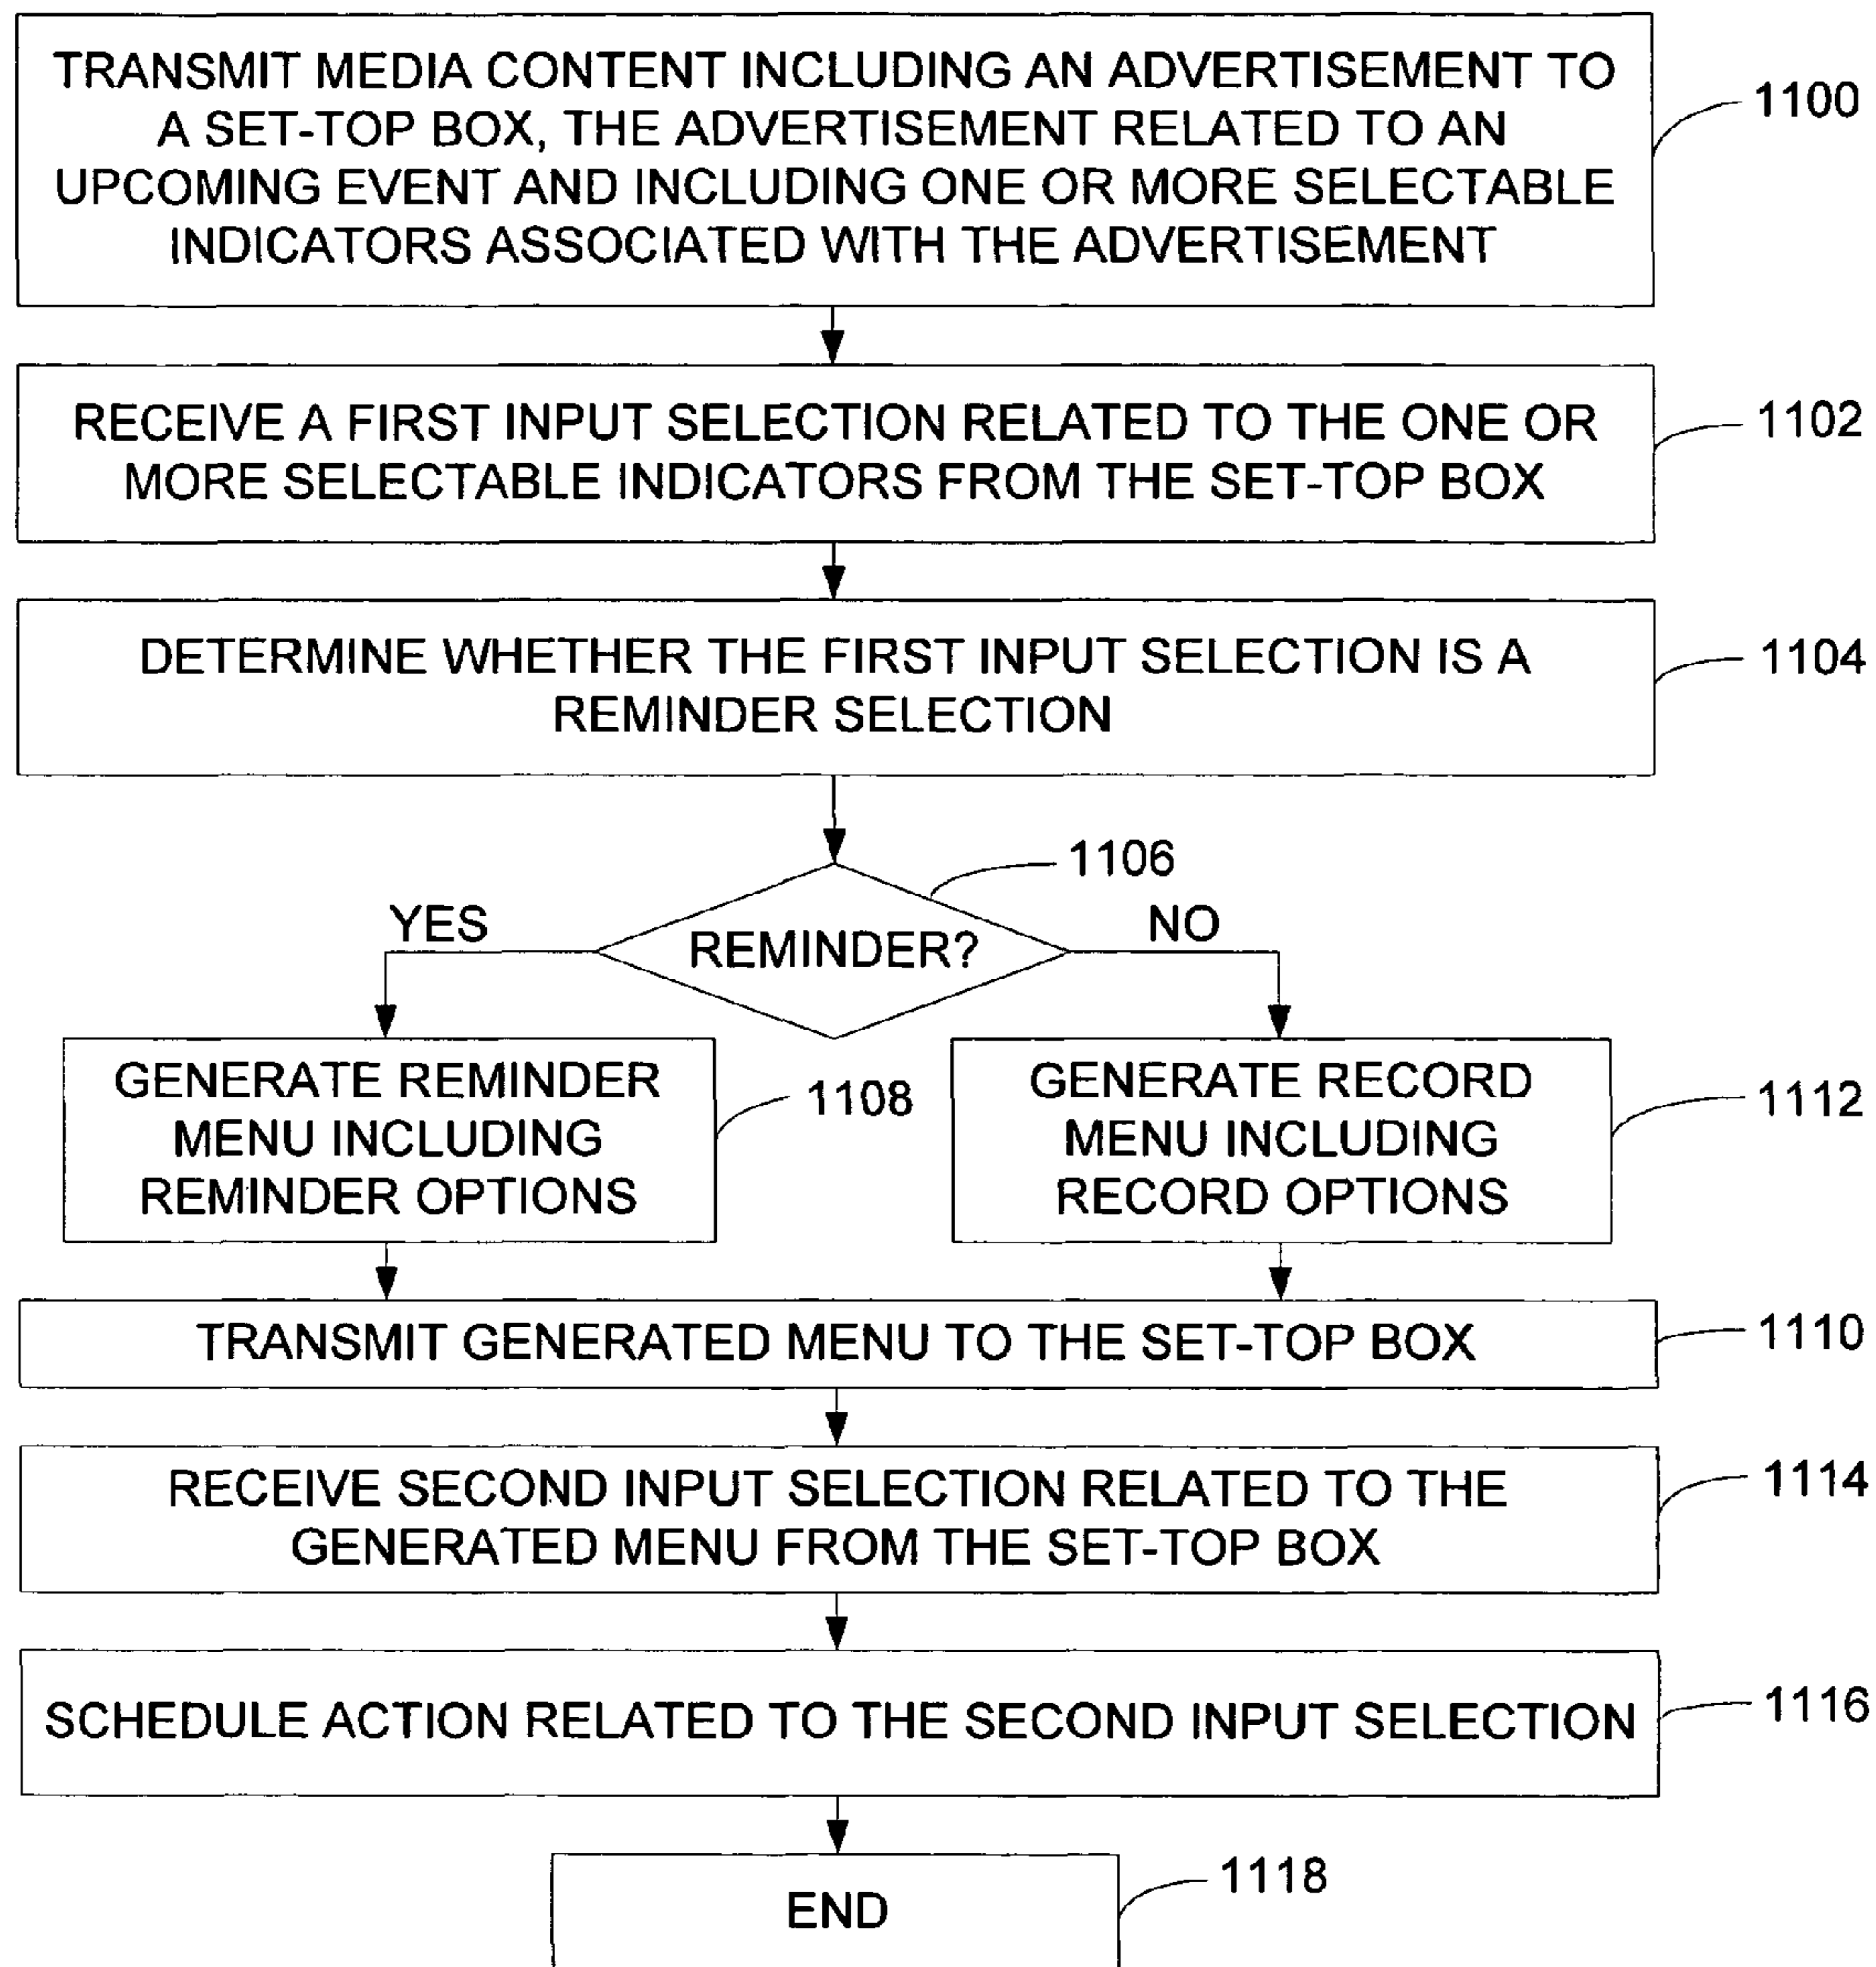 TRANSMIT MEDIA CONTENT INCLUDING AN ADVERTISEMENT TO
A SET-TOP BOX, THE ADVERTISEMENT RELATED TO AN
UPCOMING EVENT AND INCLUDING ONE OR MORE SELECTABLE
INDICATORS ASSOCIATED WITH THE ADVERTISEMENT
1100
RECEIVE A FIRST INPUT SELECTION RELATED TO THE ONE OR
MORE SELECTABLE INDICATORS FROM THE SET-TOP BOX
1102
DETERMINE WHETHER THE FIRST INPUT SELECTION IS A
REMINDER SELECTION
1104
1106
YES
REMINDER?
NO
GENERATE REMINDER
MENU INCLUDING
REMINDER OPTIONS
1108
GENERATE RECORD
MENU INCLUDING
RECORD OPTIONS
1112
TRANSMIT GENERATED MENU TO THE SET-TOP BOX
1110
RECEIVE SECOND INPUT SELECTION RELATED TO THE
GENERATED MENU FROM THE SET-TOP BOX
1114
SCHEDULE ACTION RELATED TO THE SECOND INPUT SELECTION
1116
END
1118